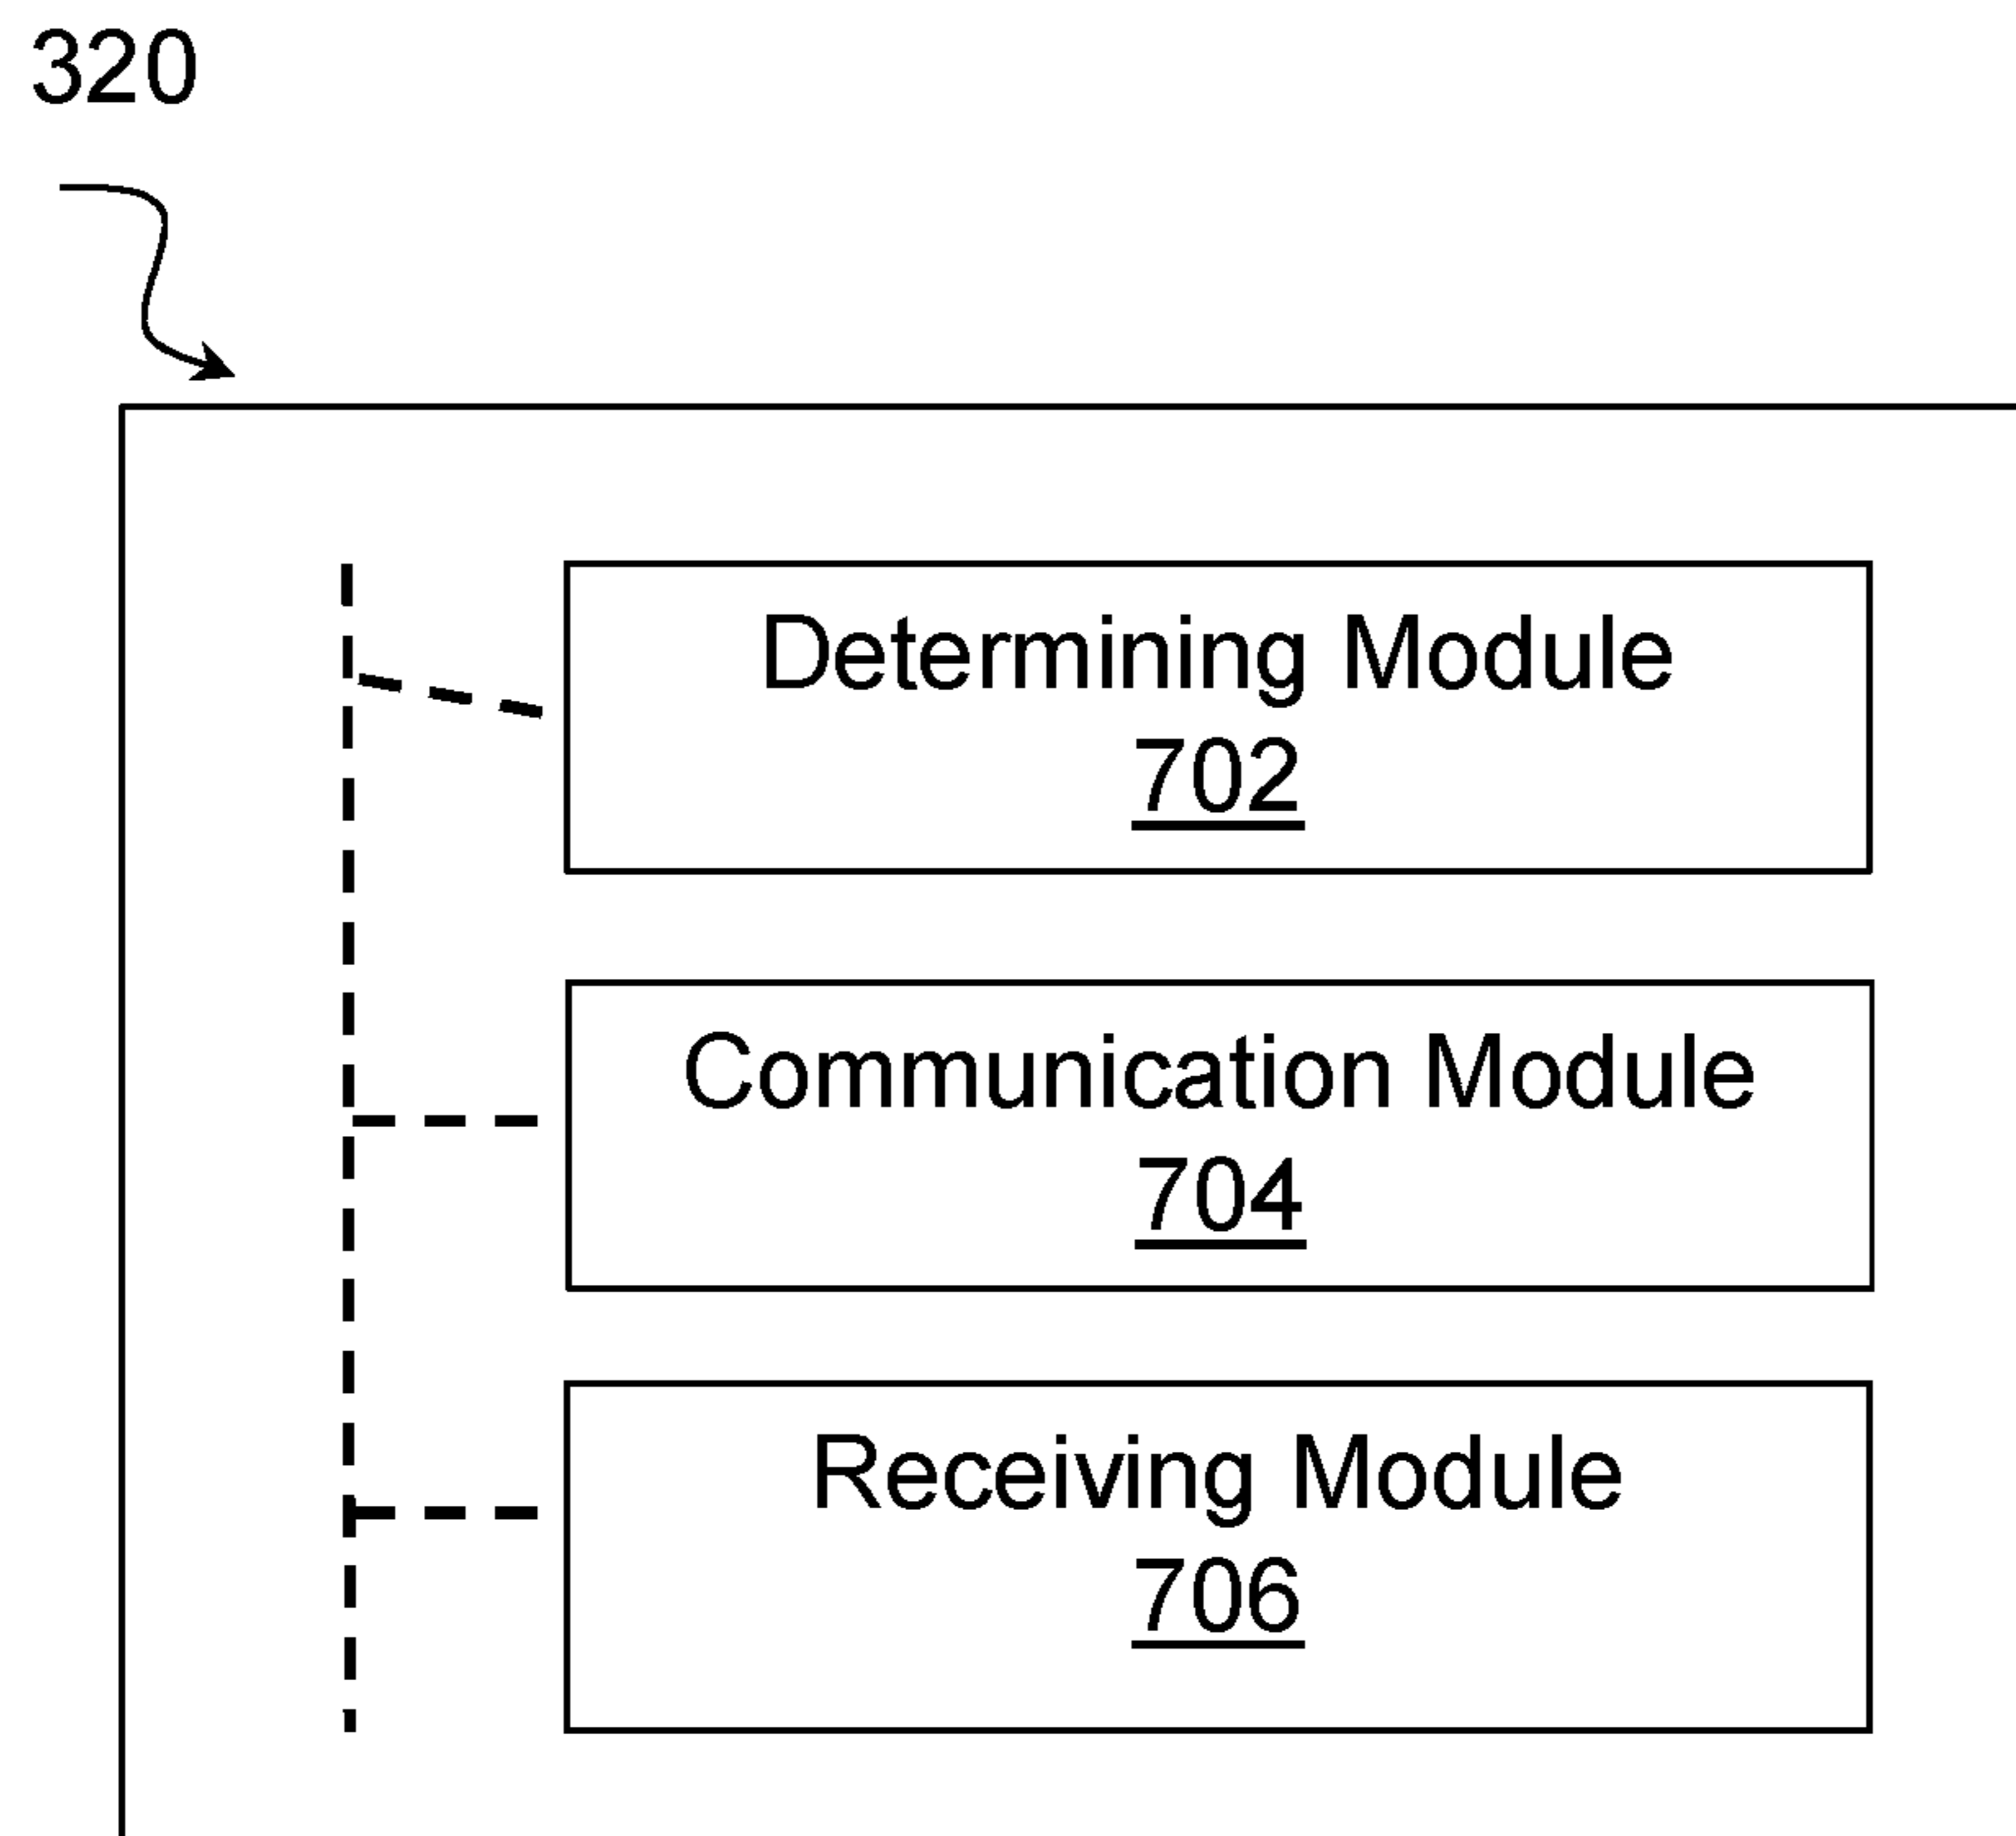 320
Determining Module
702
Communication Module
704
Receiving Module
706